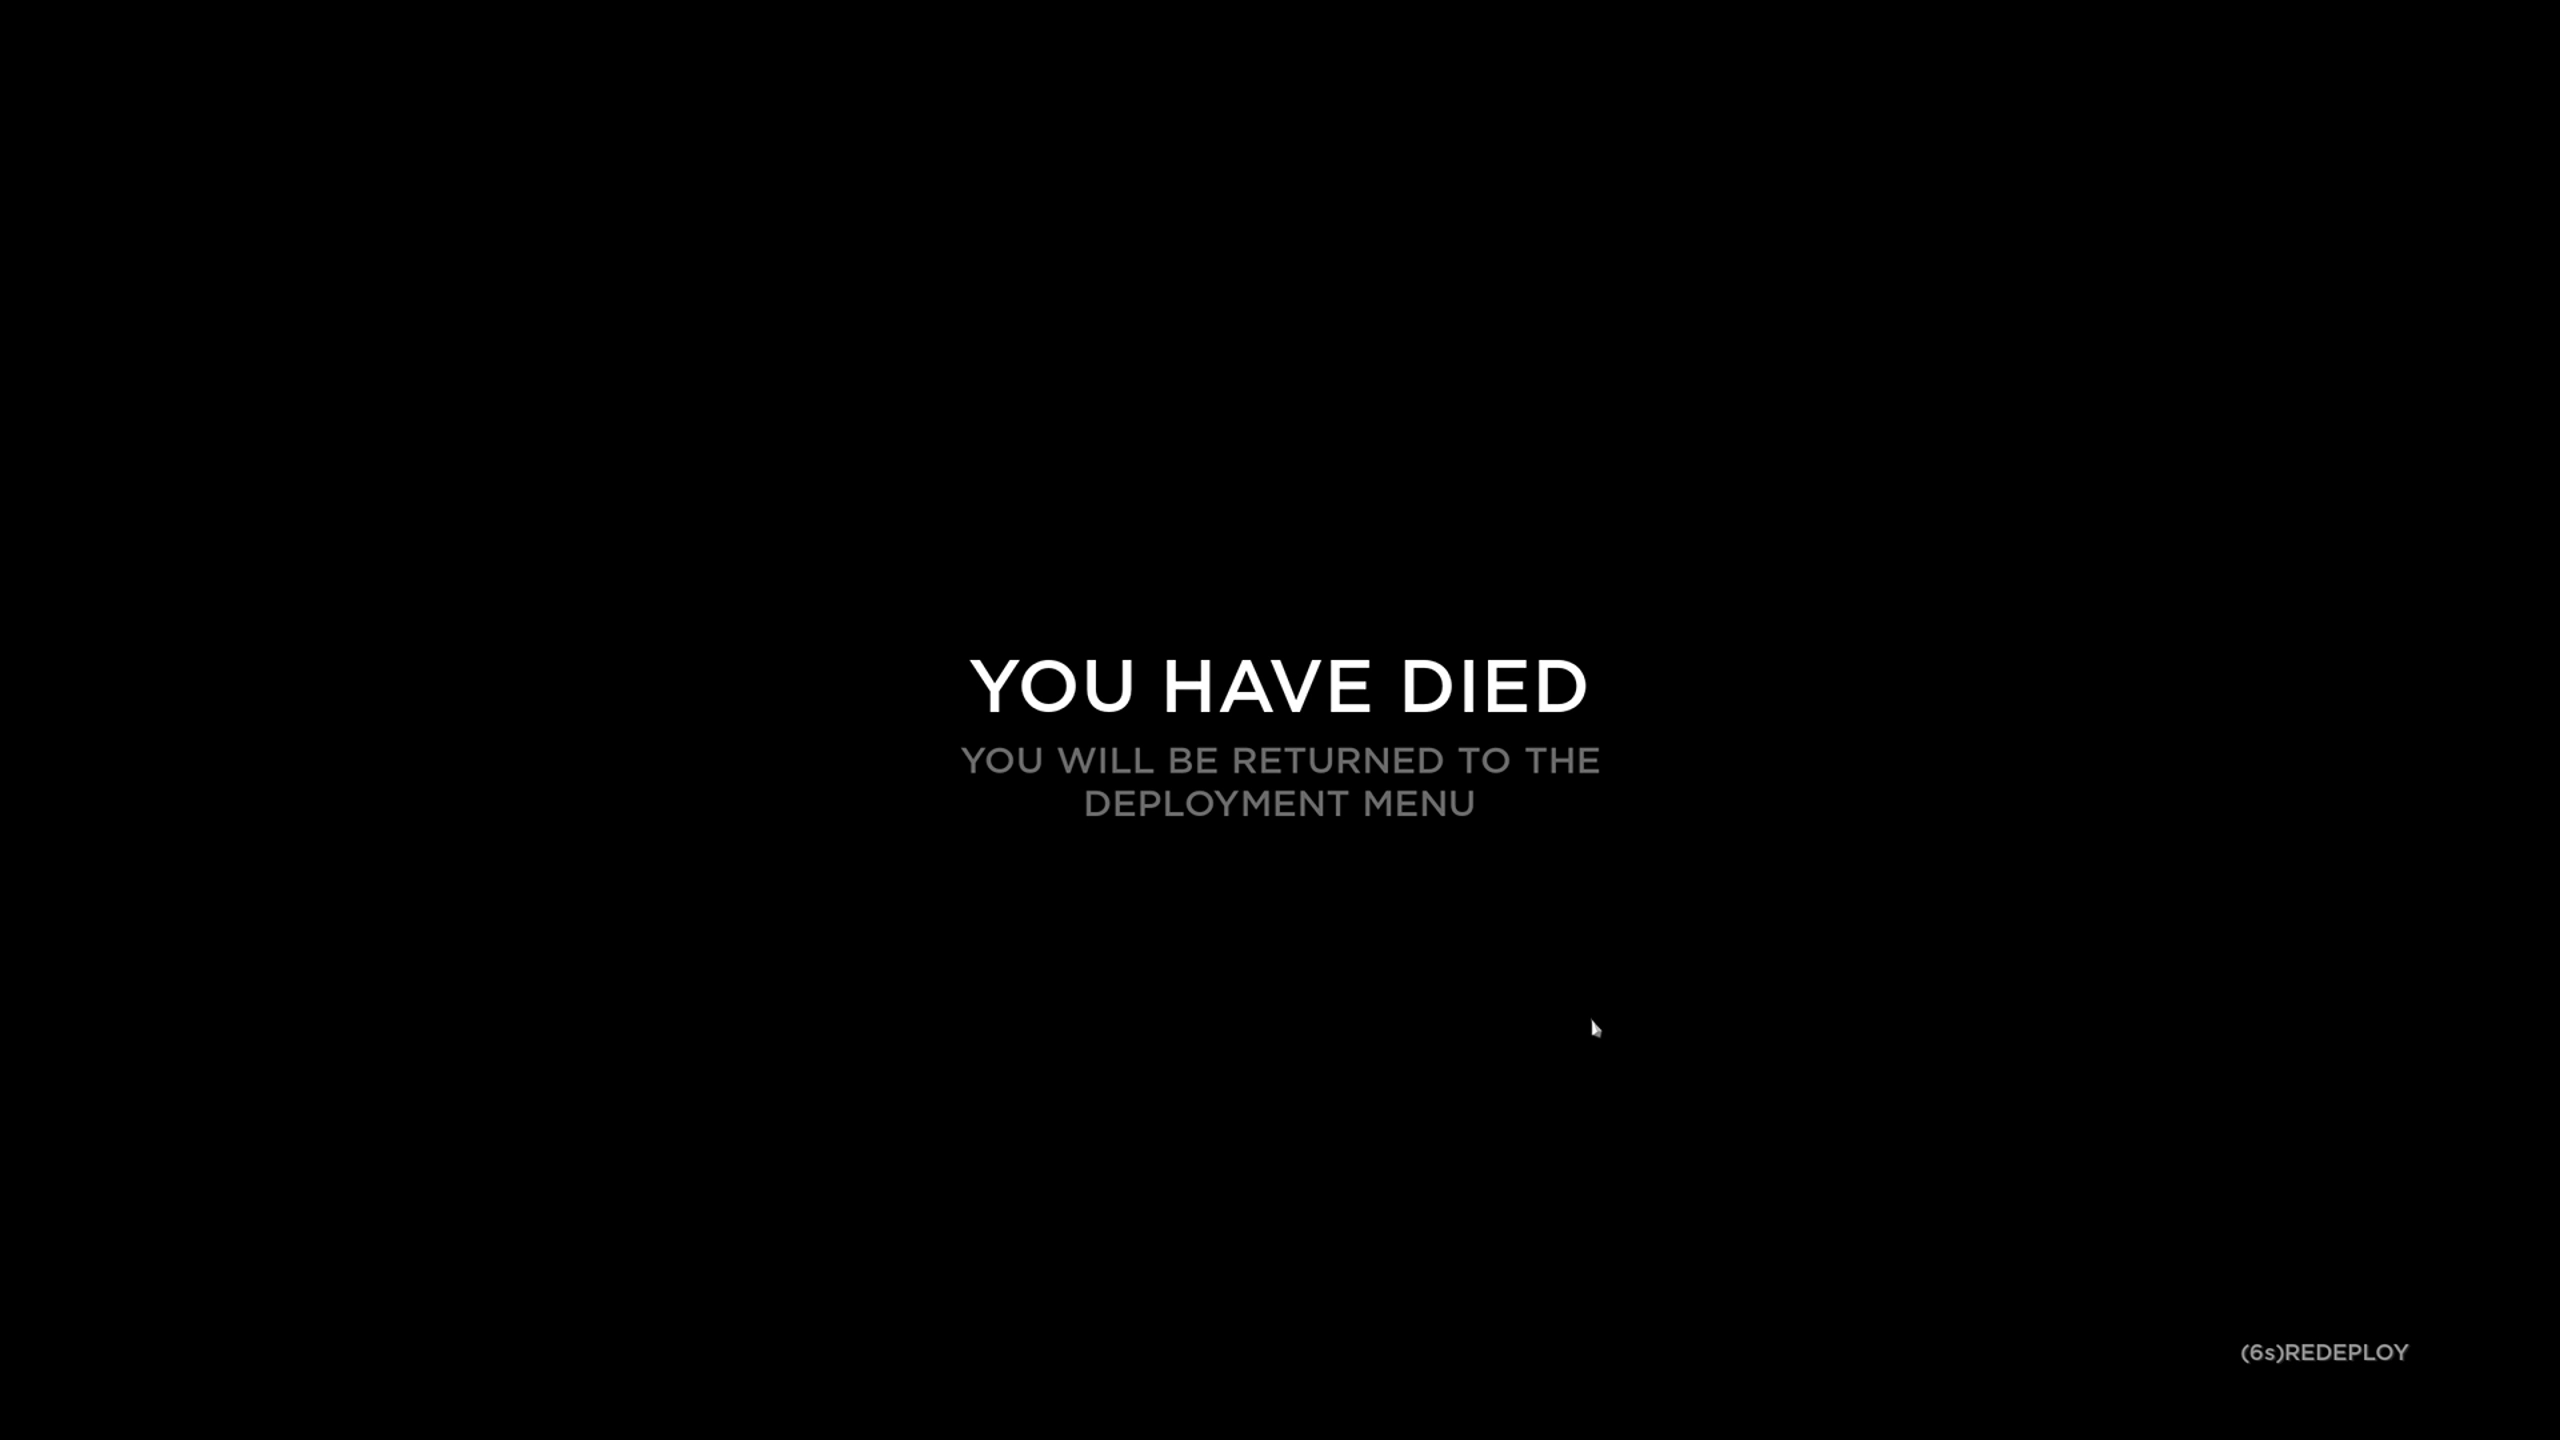 YOU HAVE DIED
YOU WILL BE RETURNED TO THE
DEPLOYMENT MENU
(6s)REDEPLOY